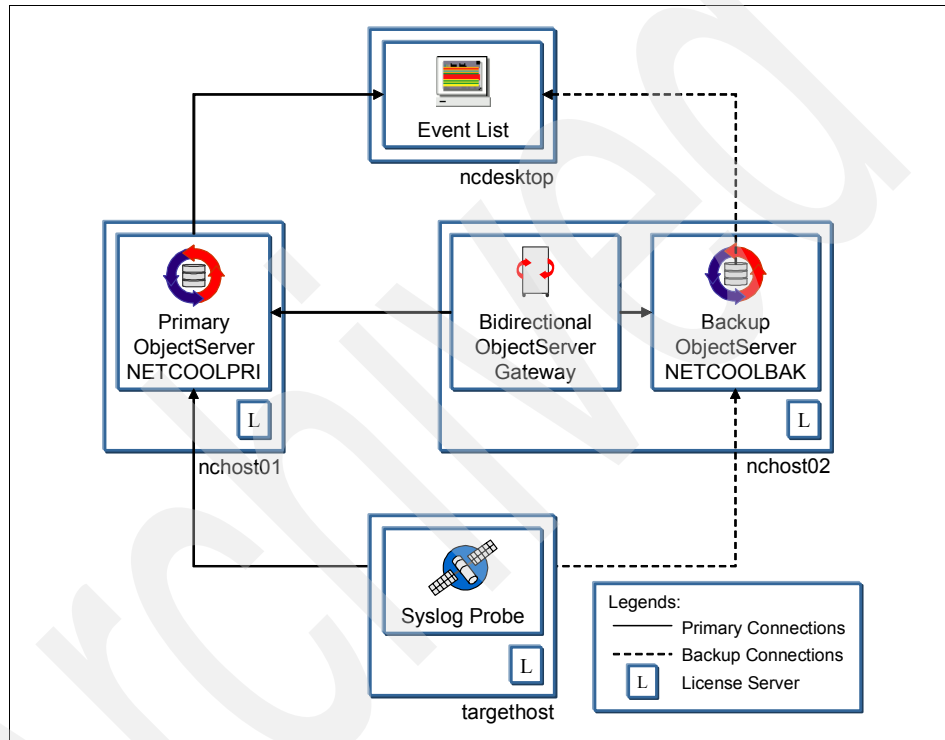 Event List
ncdesktop
Primary
ObjectServer
NETCOOLPRI
L
nchost01
Bidirectional
ObjectServer
Gateway
Backup
ObjectServer
NETCOOLBAK
L
nchost02
Syslog Probe
L
targethost
Legends:
Primary Connections
Backup Connections
L License Server
Archived